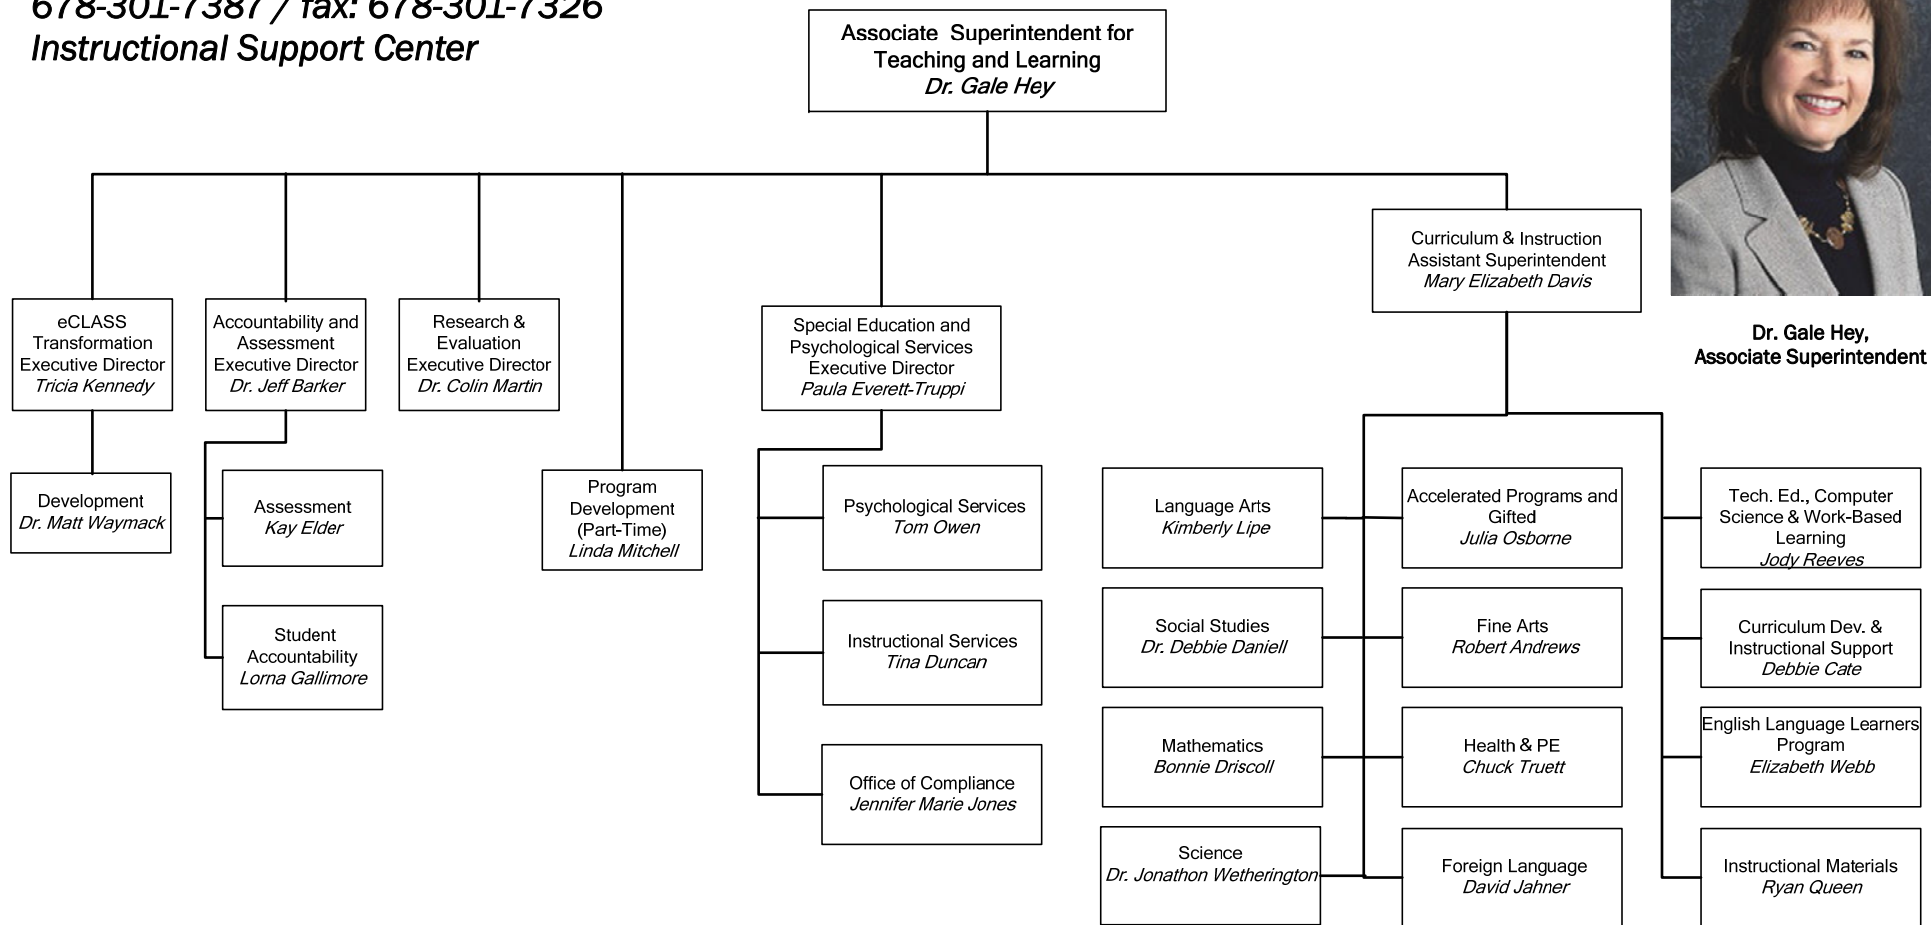 678-301-7387 / fax: 678-301-7326
Instructional Support Center
Associate Superintendent for
Teaching and Learning
Dr. Gale Hey
Dr. Gale Hey,
Associate Superintendent
Curriculum & Instruction
Assistant Superintendent
Mary Elizabeth Davis
eCLASS
Transformation
Executive Director
Tricia Kennedy
Accountability and
Assessment
Executive Director
Dr. Jeff Barker
Research &
Evaluation
Executive Director
Dr. Colin Martin
Special Education and
Psychological Services
Executive Director
Paula Everett-Truppi
Development
Dr. Matt Waymack
Assessment
Kay Elder
Student
Accountability
Lorna Gallimore
Program
Development
(Part-Time)
Linda Mitchell
Psychological Services
Tom Owen
Instructional Services
Tina Duncan
Office of Compliance
Jennifer Marie Jones
Language Arts
Kimberly Lipe
Social Studies
Dr. Debbie Daniell
Mathematics
Bonnie Driscoll
Science
Dr. Jonathon Wetherington
Accelerated Programs and
Gifted
Julia Osborne
Fine Arts
Robert Andrews
Health & PE
Chuck Truett
Foreign Language
David Jahner
Tech. Ed., Computer
Science & Work-Based
Learning
Jody Reeves
Curriculum Dev. &
Instructional Support
Debbie Cate
English Language Learners
Program
Elizabeth Webb
Instructional Materials
Ryan Queen